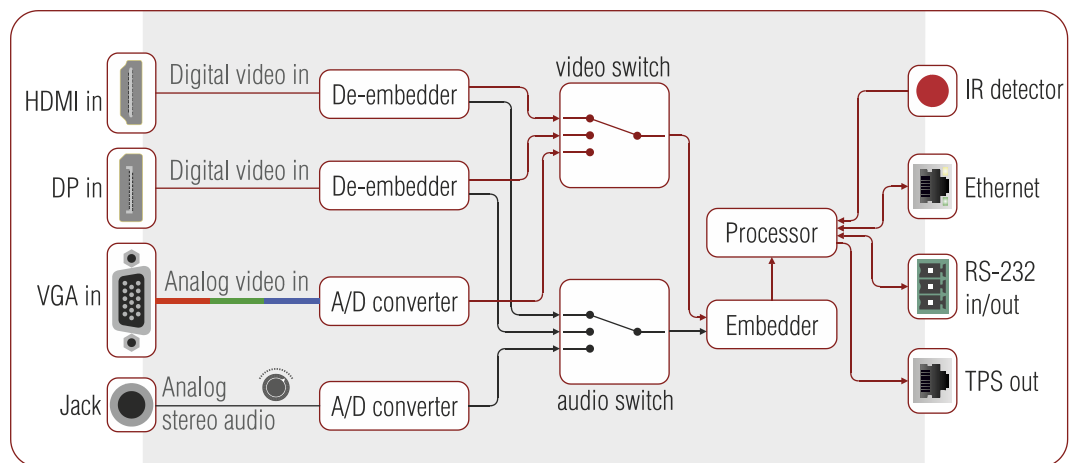 HDMI in
Digital video in
De-embedder
video switch
IR detector
DP in
Digital video in
De-embedder
Ethernet
Processor
VGA in
Analog video in
A/D converter
RS-232
in/out
Embedder
Jack
Analog
stereo audio
A/D converter
audio switch
TPS out